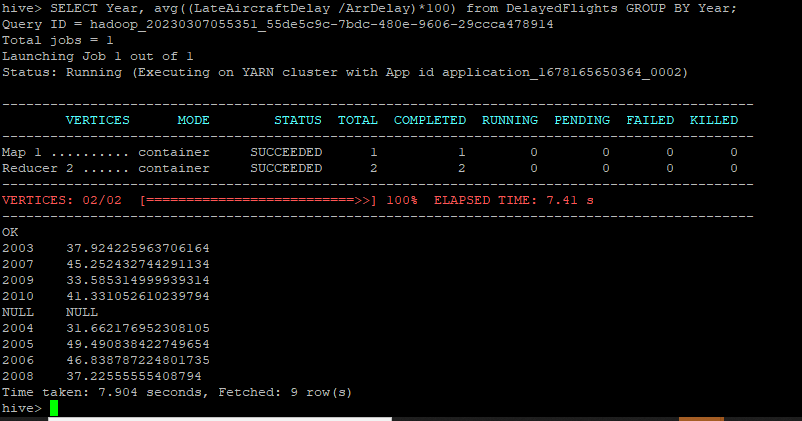 hive> SELECT Year, avg((LateAircraftDelay /ArrDelay)*100) from DelayedFlights GROUP BY Year;
Query ID = hadoop_20230307055351_55de5c9c-7bdc-480e-9606-29ccca478914
Total jobs = 1
Launching Job 1 out of 1
Status: Running (Executing on YARN cluster with App id application_1678165650364_0002)
----------------------------------------------------------------------------------------------
        VERTICES      MODE        STATUS  TOTAL  COMPLETED  RUNNING  PENDING  FAILED  KILLED
----------------------------------------------------------------------------------------------
Map 1 .......... container     SUCCEEDED      1          1        0        0       0       0
Reducer 2 ...... container     SUCCEEDED      2          2        0        0       0       0
----------------------------------------------------------------------------------------------
VERTICES: 02/02  [==========================>>] 100%  ELAPSED TIME: 7.41 s
----------------------------------------------------------------------------------------------
OK
2003    37.924225963706164
2007    45.252432744291134
2009    33.585314999939314
2010    41.331052610239794
NULL    NULL
2004    31.662176952308105
2005    49.490838422749654
2006    46.838787224801735
2008    37.22555555408794
Time taken: 7.904 seconds, Fetched: 9 row(s)
hive>